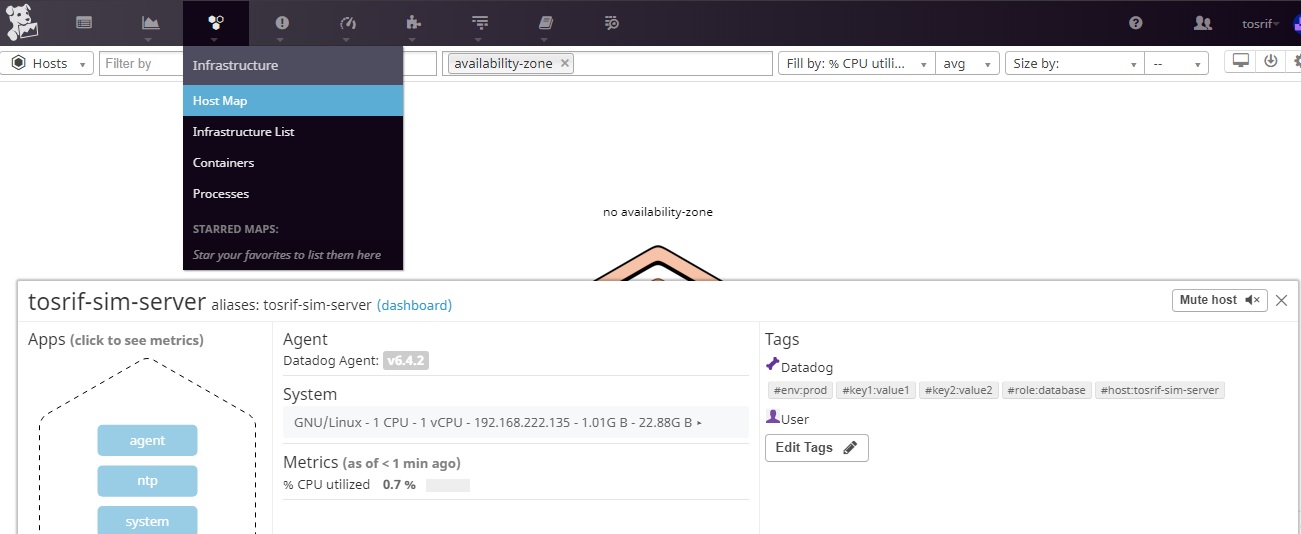 tosrif
Hosts
Filter by
availability-zone ×
Fill by: % CPU utili...
avg
Size by:
--
Infrastructure
Host Map
Infrastructure List
Containers
Processes
STARRED MAPS:
Star your favorites to list them here
no availability-zone
tosrif-sim-server aliases: tosrif-sim-server (dashboard)
Mute host
Apps (click to see metrics)
agent
ntp
system
Agent
Datadog Agent: v6.4.2
System
GNU/Linux - 1 CPU - 1 vCPU - 192.168.222.135 - 1.01G B - 22.88G B
Metrics (as of < 1 min ago)
% CPU utilized 0.7 %
Tags
Datadog
#env:prod #key1:value1 #key2:value2 #role:database #host:tosrif-sim-server
User
Edit Tags